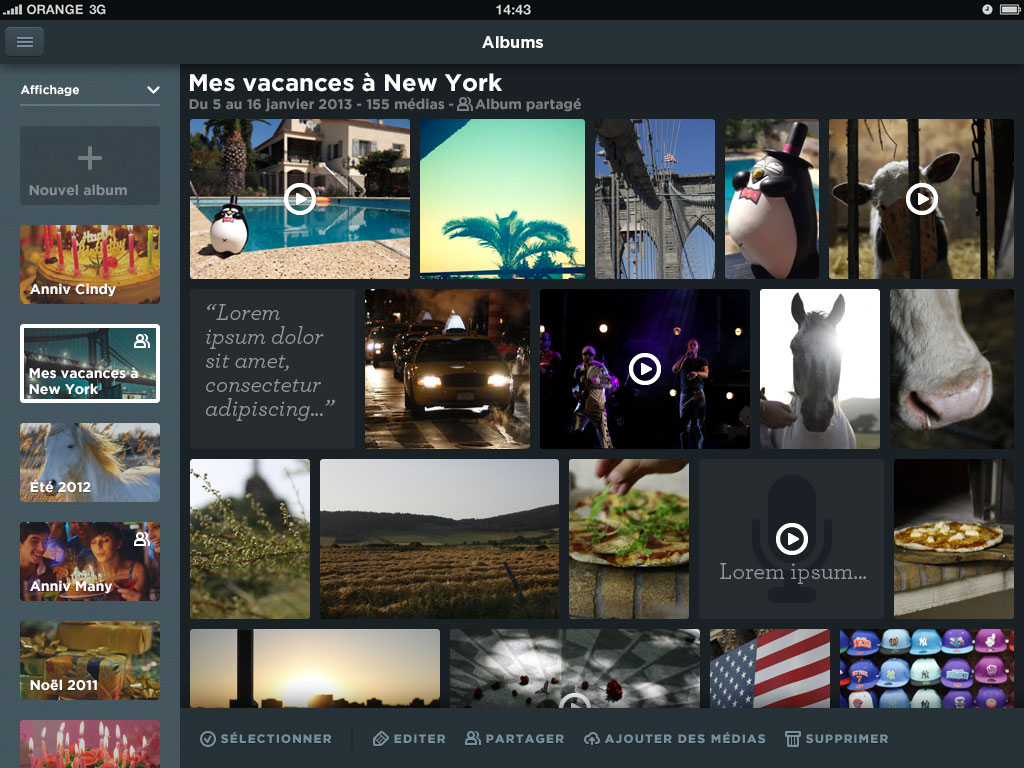 ORANGE 3G
14:43
Albums
Affichage
Nouvel album
Anniv Cindy
Mes vacances à
New York
Été 2012
Anniv Many
Noël 2011
Mes vacances à New York
Du 5 au 16 janvier 2013 - 155 médias - Album partagé
“Lorem
ipsum dolor
sit amet,
consectetur
adipiscing...”
Lorem ipsum...
SÉLECTIONNER
EDITER
PARTAGER
AJOUTER DES MÉDIAS
SUPPRIMER